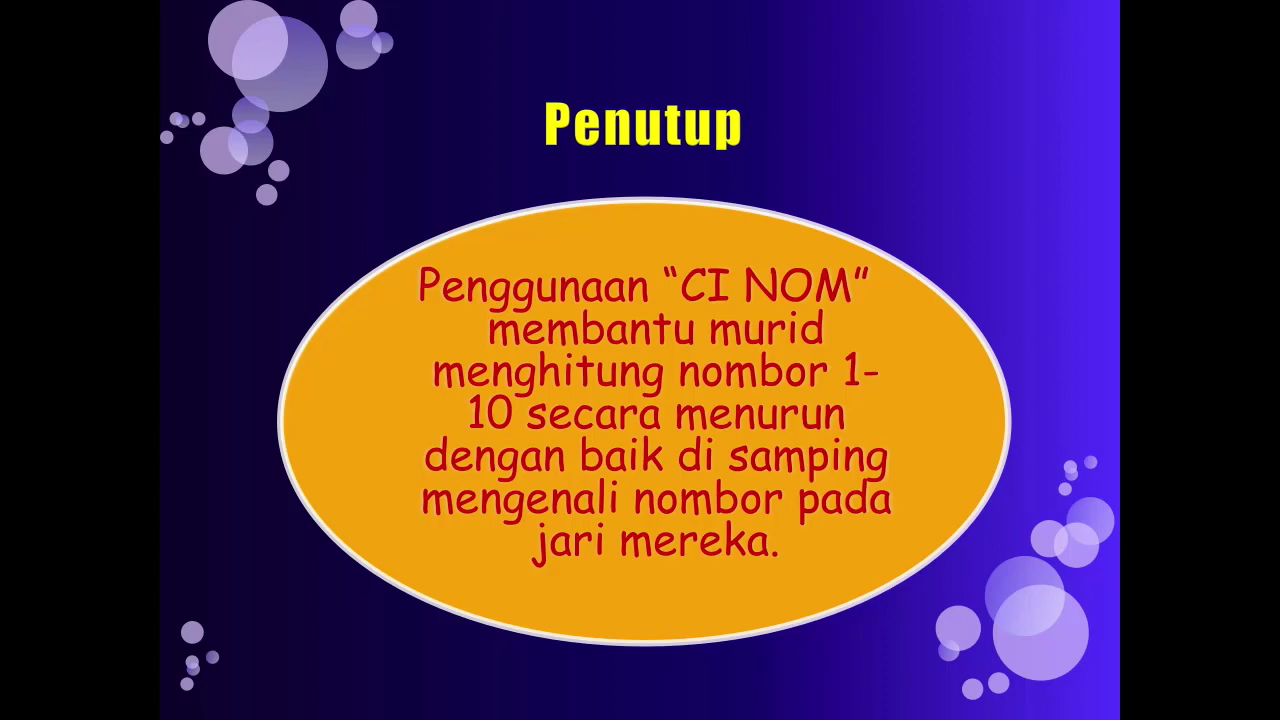 Penutup
Penggunaan “CI NOM”
membantu murid
menghitung nombor 1-
10 secara menurun
dengan baik di samping
mengenali nombor pada
jari mereka.